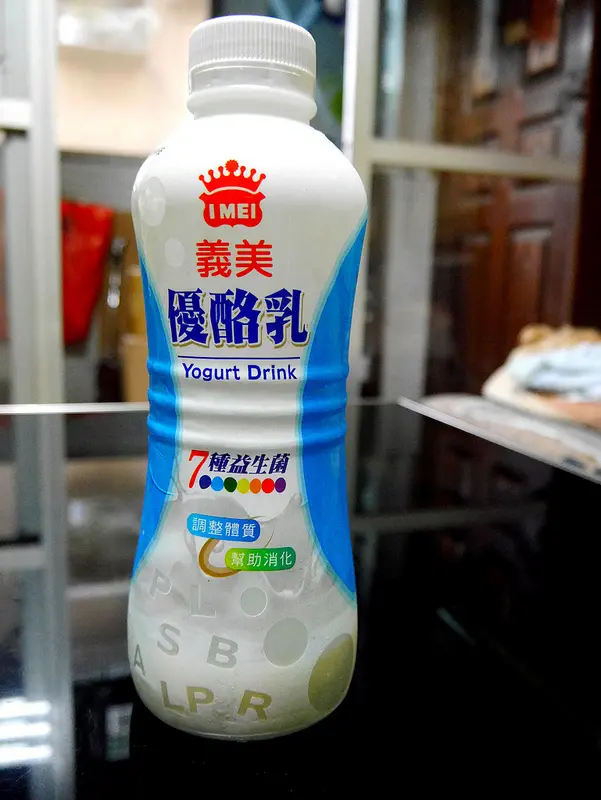 I MEI
義美
優酪乳
Yogurt Drink
7種益生菌
調整體質
幫助消化
P L
S B
A LP R